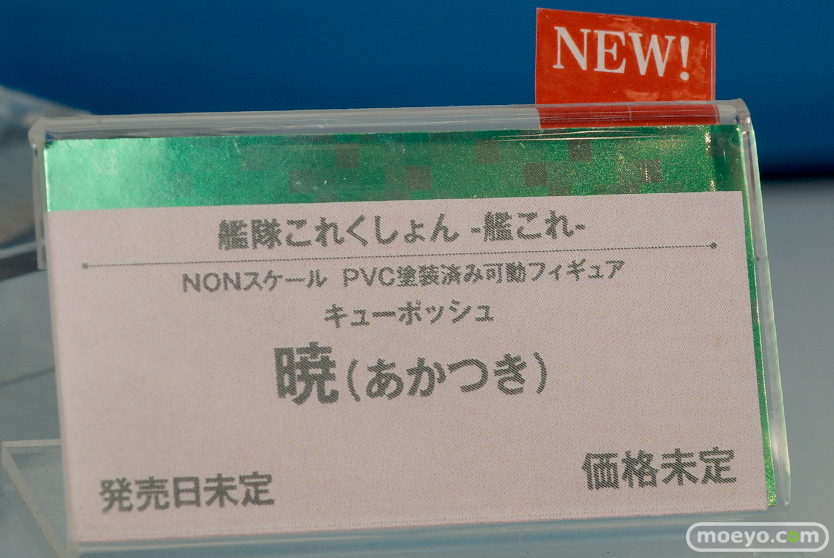 NEW!
艦隊これくしょん -艦これ-
NONスケール PVC塗装済み可動フィギュア
キューポッシュ
暁(あかつき)
発売日未定
価格未定
moeyo.com